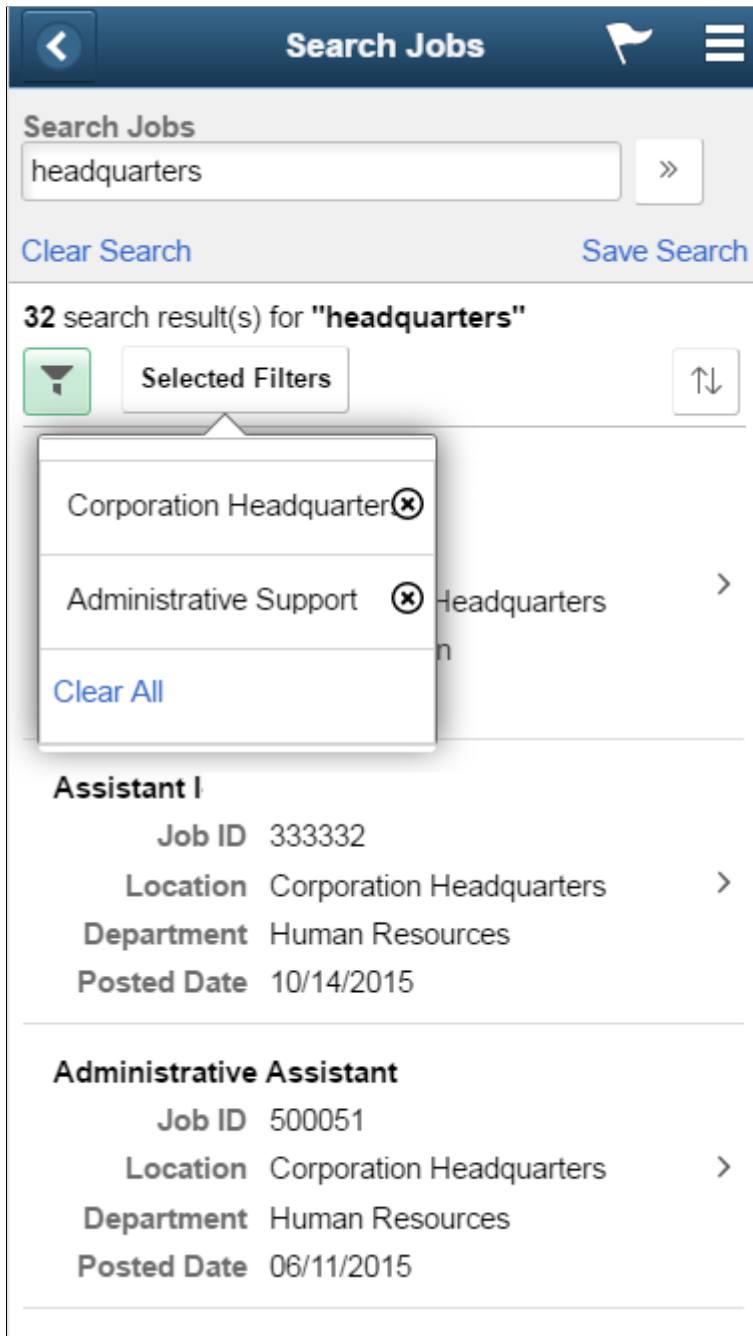 Search Jobs
Search Jobs
headquarters
Clear Search Save Search
32 search result(s) for "headquarters"
Selected Filters
Corporation Headquarters
Administrative Support
Headquarters
Clear All
Assistant I
Job ID 333332
Location Corporation Headquarters
Department Human Resources
Posted Date 10/14/2015
Administrative Assistant
Job ID 500051
Location Corporation Headquarters
Department Human Resources
Posted Date 06/11/2015